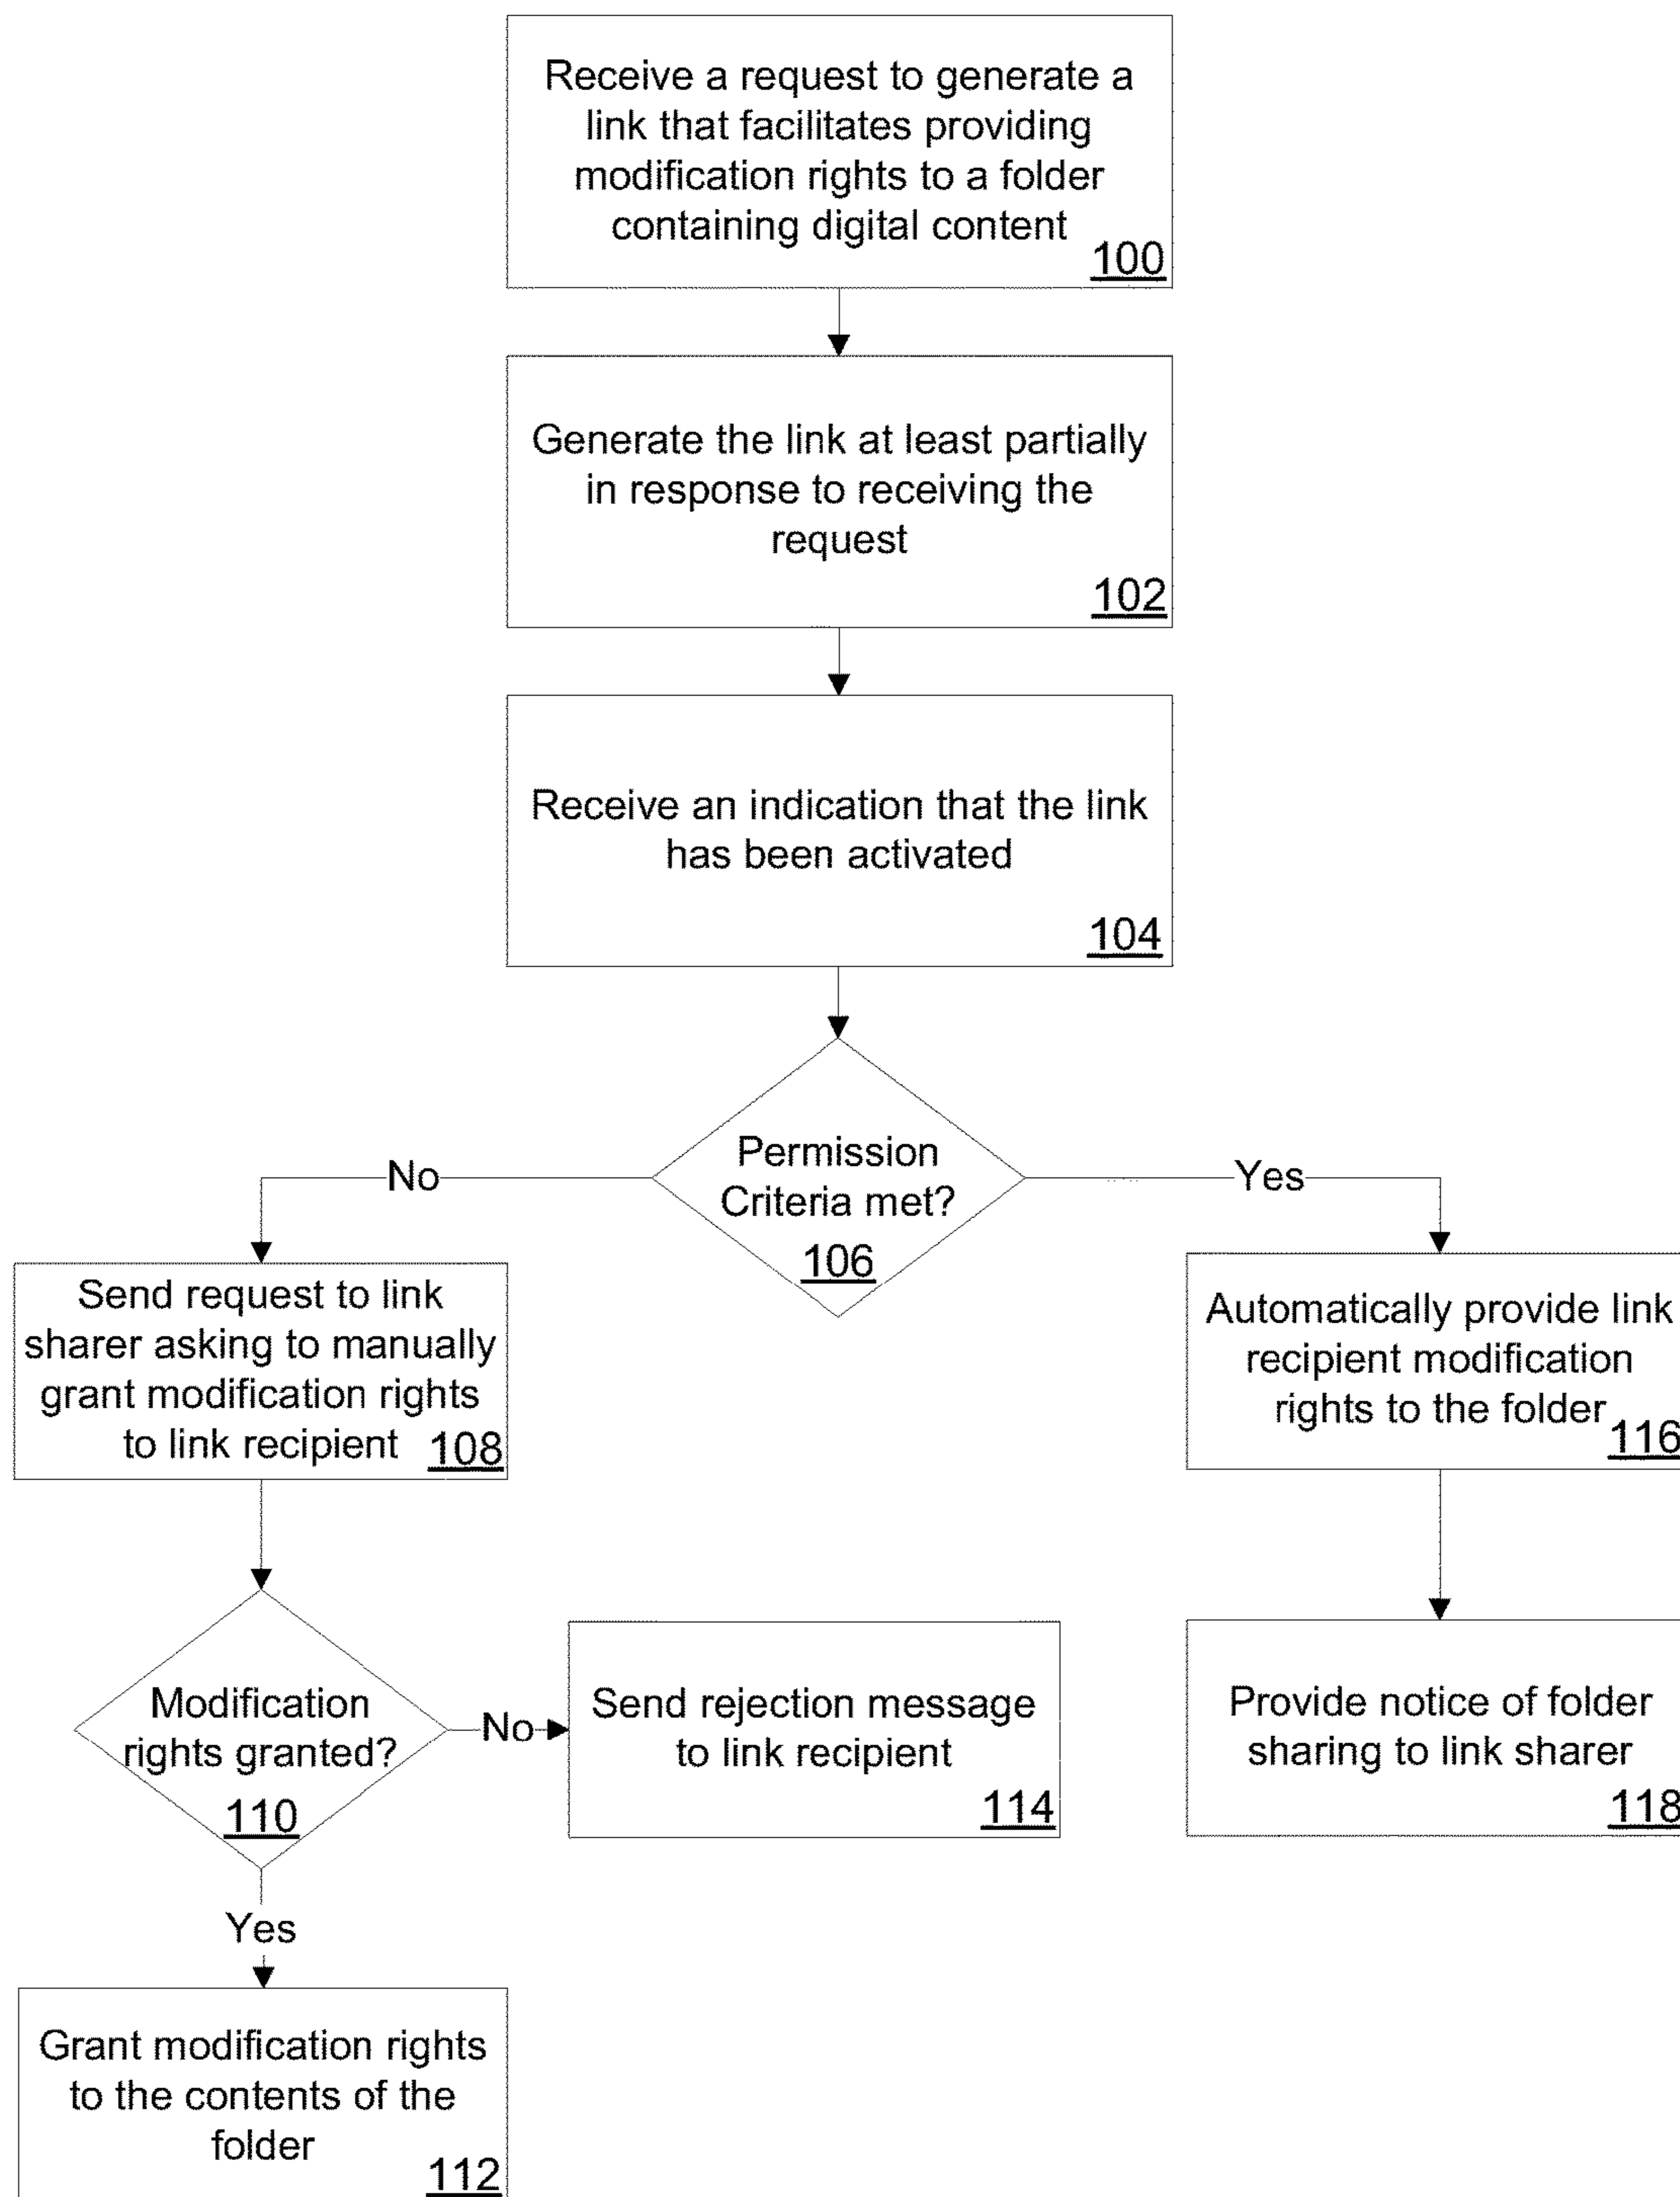 Receive a request to generate a
link that facilitates providing
modification rights to a folder
containing digital content
100
Generate the link at least partially
in response to receiving the
request
102
Receive an indication that the link
has been activated
104
Permission
Criteria met?
106
No
Yes
Send request to link
sharer asking to manually
grant modification rights
to link recipient 108
Automatically provide link
recipient modification
rights to the folder
116
Modification
rights granted?
110
No
Send rejection message
to link recipient
114
Provide notice of folder
sharing to link sharer
118
Yes
Grant modification rights
to the contents of the
folder
112